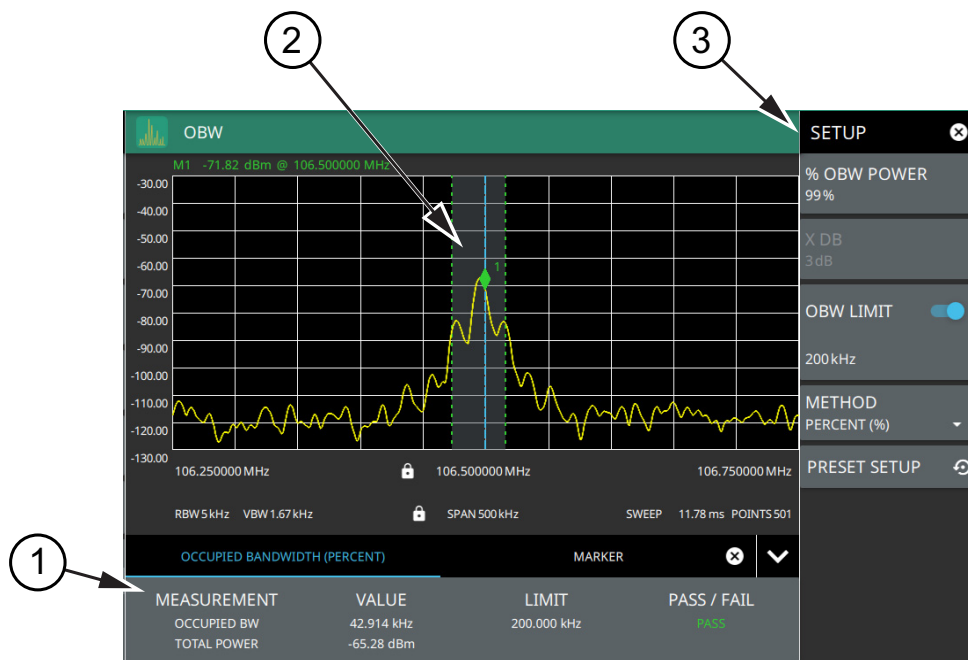 2
3
OBW
SETUP
M1 -71.82 dBm @ 106.500000 MHz
-30.00
-40.00
-50.00
-60.00
-70.00
-80.00
-90.00
-100.00
-110.00
-120.00
-130.00
1
% OBW POWER
99%
X DB
3 dB
OBW LIMIT
200 kHz
METHOD
PERCENT (%)
PRESET SETUP
106.250000 MHz 106.500000 MHz 106.750000 MHz
RBW 5 kHz VBW 1.67 kHz SPAN 500 kHz SWEEP 11.78 ms POINTS 501
1
OCCUPIED BANDWIDTH (PERCENT) MARKER
MEASUREMENT VALUE LIMIT PASS / FAIL
OCCUPIED BW 42.914 kHz 200.000 kHz PASS
TOTAL POWER -65.28 dBm